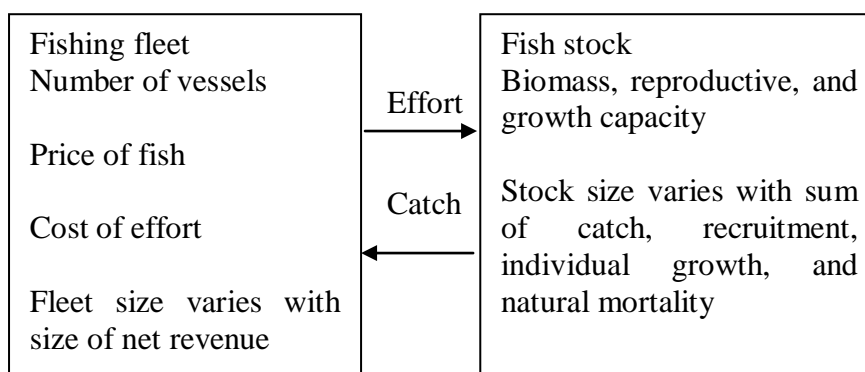 Fishing fleet
Number of vessels
Price of fish
Cost of effort
Fleet size varies with
size of net revenue
Effort
Catch
Fish stock
Biomass, reproductive, and
growth capacity
Stock size varies with sum
of catch, recruitment,
individual growth, and
natural mortality